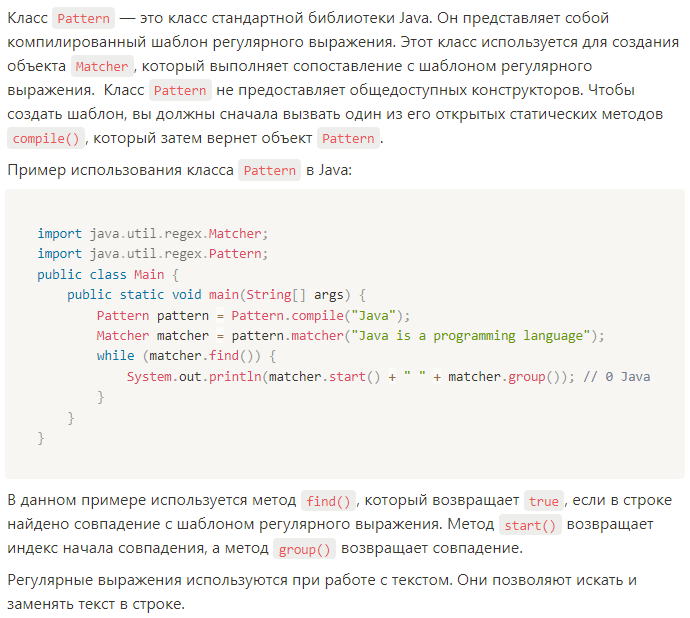 Класс Pattern — это класс стандартной библиотеки Java. Он представляет собой
компилированный шаблон регулярного выражения. Этот класс используется для создания
объекта Matcher, который выполняет сопоставление с шаблоном регулярного
выражения.  Класс Pattern не предоставляет общедоступных конструкторов. Чтобы
создать шаблон, вы должны сначала вызвать один из его открытых статических методов
compile(), который затем вернет объект Pattern.
Пример использования класса Pattern в Java:
import java.util.regex.Matcher;
import java.util.regex.Pattern;
public class Main {
    public static void main(String[] args) {
        Pattern pattern = Pattern.compile("Java");
        Matcher matcher = pattern.matcher("Java is a programming language");
        while (matcher.find()) {
            System.out.println(matcher.start() + " " + matcher.group()); // 0 Java
        }
    }
}
В данном примере используется метод find(), который возвращает true, если в строке
найдено совпадение с шаблоном регулярного выражения. Метод start() возвращает
индекс начала совпадения, а метод group() возвращает совпадение.
Регулярные выражения используются при работе с текстом. Они позволяют искать и
заменять текст в строке.